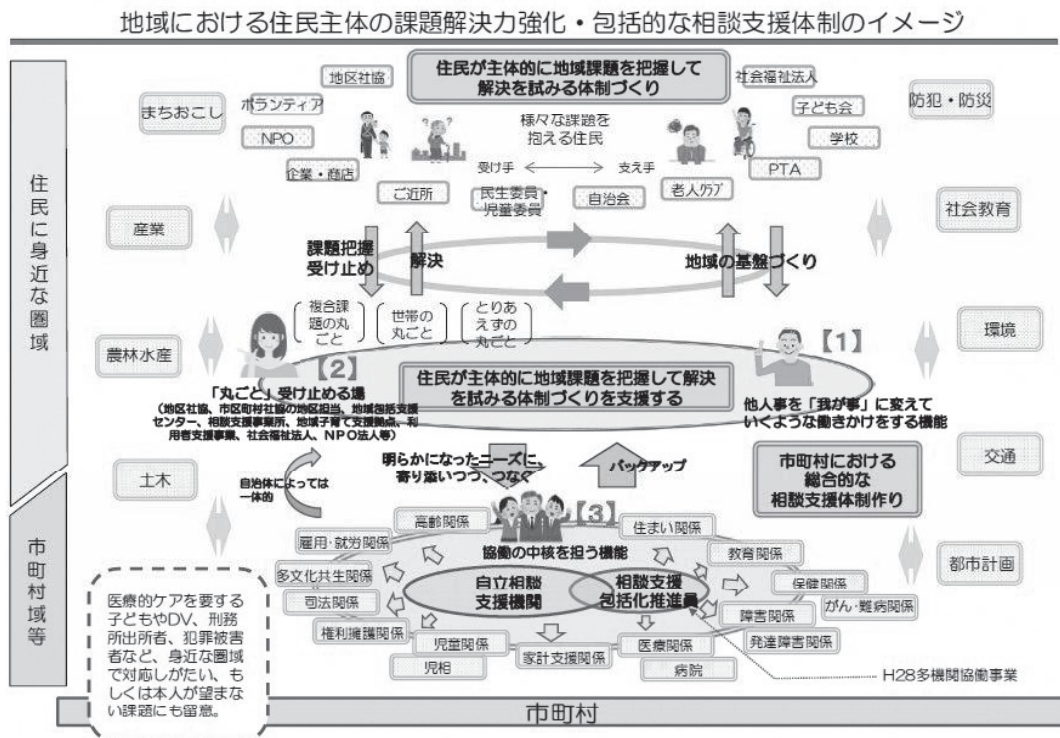 地域における住民主体の課題解決力強化・包括的な相談支援体制のイメージ
住民に身近な圏域
市町村域等
まちおこし
産業
農林水産
土木
防犯・防災
社会教育
環境
交通
都市計画
地区社協
ボランティア
NPO
企業・商店
ご近所
住民が主体的に地域課題を把握して
解決を試みる体制づくり
様々な課題を
抱える住民
受け手
支え手
民生委員・
児童委員
自治会
老人クラブ
社会福祉法人
子ども会
学校
PTA
課題把握
受け止め
解決
地域の基盤づくり
複合課
題の丸
ごと
世帯の
丸ごと
とりあ
えずの
丸ごと
【2】
【1】
住民が主体的に地域課題を把握して解決
を試みる体制づくりを支援する
「丸ごと」受け止める場
(地区社協、市区町村社協の地区担当、地域包括支援
センター、相談支援事業所、地域子育て支援拠点、利
用者支援事業、社会福祉法人、NPO法人等)
他人事を「我が事」に変えて
いくような働きかけをする機能
自治体によっては
一体的
明らかになったニーズに、
寄り添いつつ、つなぐ
バックアップ
市町村における
総合的な
相談支援体制作り
【3】
協働の中核を担う機能
自立相談
支援機関
相談支援
包括化推進員
高齢関係
雇用・就労関係
多文化共生関係
司法関係
権利擁護関係
児童関係
児相
家計支援関係
医療関係
病院
住まい関係
教育関係
保健関係
がん・難病関係
障害関係
発達障害関係
H28多機関協働事業
医療的ケアを要する
子どもやDV、刑務
所出所者、犯罪被害
者など、身近な圏域
で対応しがたい、も
しくは本人が望まな
い課題にも留意。
市町村